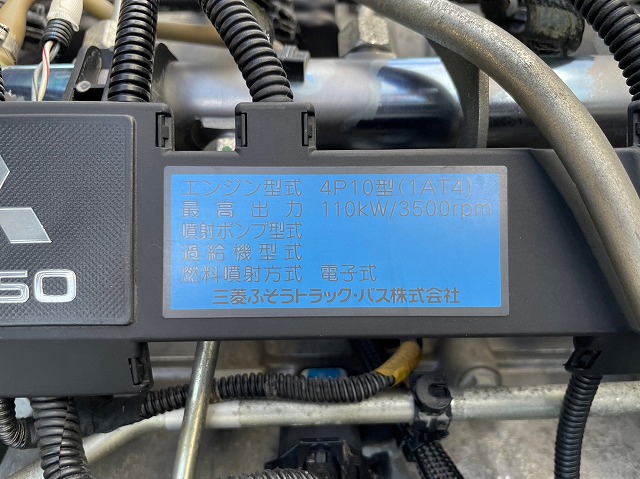 エンジン型式 4P10型(1AT4)
最高出力 110kW/3500rpm
噴射ポンプ型式
過給機型式
燃料噴射方式 電子式
三菱ふそうトラック・バス株式会社
SO